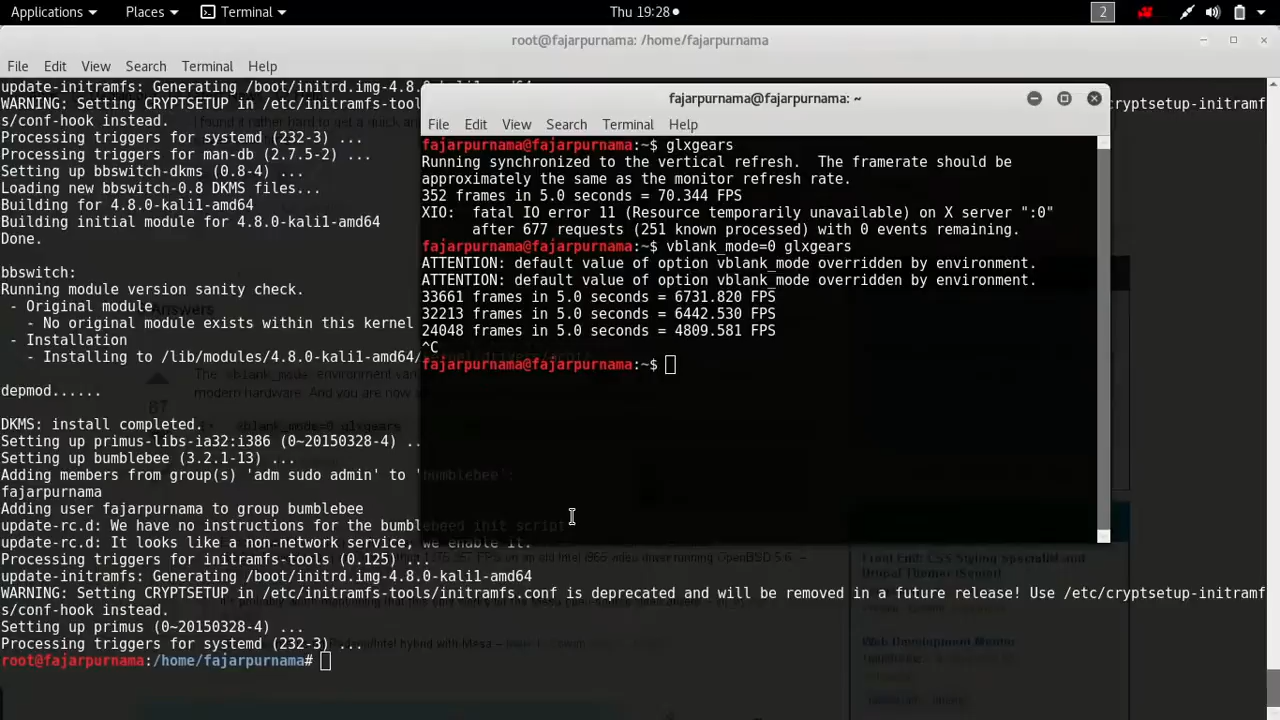 Applications Places Terminal Thu 19:28 2
root@fajarpurnama: /home/fajarpurnama
File Edit View Search Terminal Help
update-initramfs: Generating /boot/initrd.img-4.8.0-kali1-amd64
WARNING: Setting CRYPTSETUP in /etc/initramfs-tool cryptsetup-initramf
s/conf-hook instead.
Processing triggers for systemd (232-3) ...
Processing triggers for man-db (2.7.5-2) ...
Setting up bbswitch-dkms (0.8-4) ...
Loading new bbswitch-0.8 DKMS files...
Building for 4.8.0-kali1-amd64
Building initial module for 4.8.0-kali1-amd64
Done.
bbswitch:
Running module version sanity check.
- Original module
- No original module exists within this kernel
- Installation
- Installing to /lib/modules/4.8.0-kali1-amd64/
depmod......
DKMS: install completed.
Setting up primus-libs-ia32:i386 (0~20150328-4) ..
Setting up bumblebee (3.2.1-13) ...
Adding members from group(s) 'adm sudo admin' to 'bumblebee':
fajarpurnama
Adding user fajarpurnama to group bumblebee
update-rc.d: We have no instructions for the bumblebeed init script.
update-rc.d: It looks like a non-network service, we enable it.
Processing triggers for initramfs-tools (0.125) ...
update-initramfs: Generating /boot/initrd.img-4.8.0-kali1-amd64
WARNING: Setting CRYPTSETUP in /etc/initramfs-tools/initramfs.conf is deprecated and will be removed in a future release! Use /etc/cryptsetup-initramf
s/conf-hook instead.
Setting up primus (0~20150328-4) ...
Processing triggers for systemd (232-3) ...
root@fajarpurnama:/home/fajarpurnama#
fajarpurnama@fajarpurnama: ~
File Edit View Search Terminal Help
fajarpurnama@fajarpurnama:~$ glxgears
Running synchronized to the vertical refresh. The framerate should be
approximately the same as the monitor refresh rate.
352 frames in 5.0 seconds = 70.344 FPS
XIO: fatal IO error 11 (Resource temporarily unavailable) on X server ":0"
after 677 requests (251 known processed) with 0 events remaining.
fajarpurnama@fajarpurnama:~$ vblank_mode=0 glxgears
ATTENTION: default value of option vblank_mode overridden by environment.
ATTENTION: default value of option vblank_mode overridden by environment.
33661 frames in 5.0 seconds = 6731.820 FPS
32213 frames in 5.0 seconds = 6442.530 FPS
24048 frames in 5.0 seconds = 4809.581 FPS
^C
fajarpurnama@fajarpurnama:~$
Answers
87